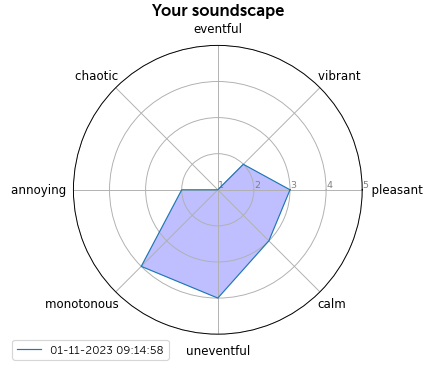 Your soundscape
eventful
chaotic
vibrant
annoying
1
2
3
4
5
pleasant
monotonous
calm
uneventful
01-11-2023 09:14:58